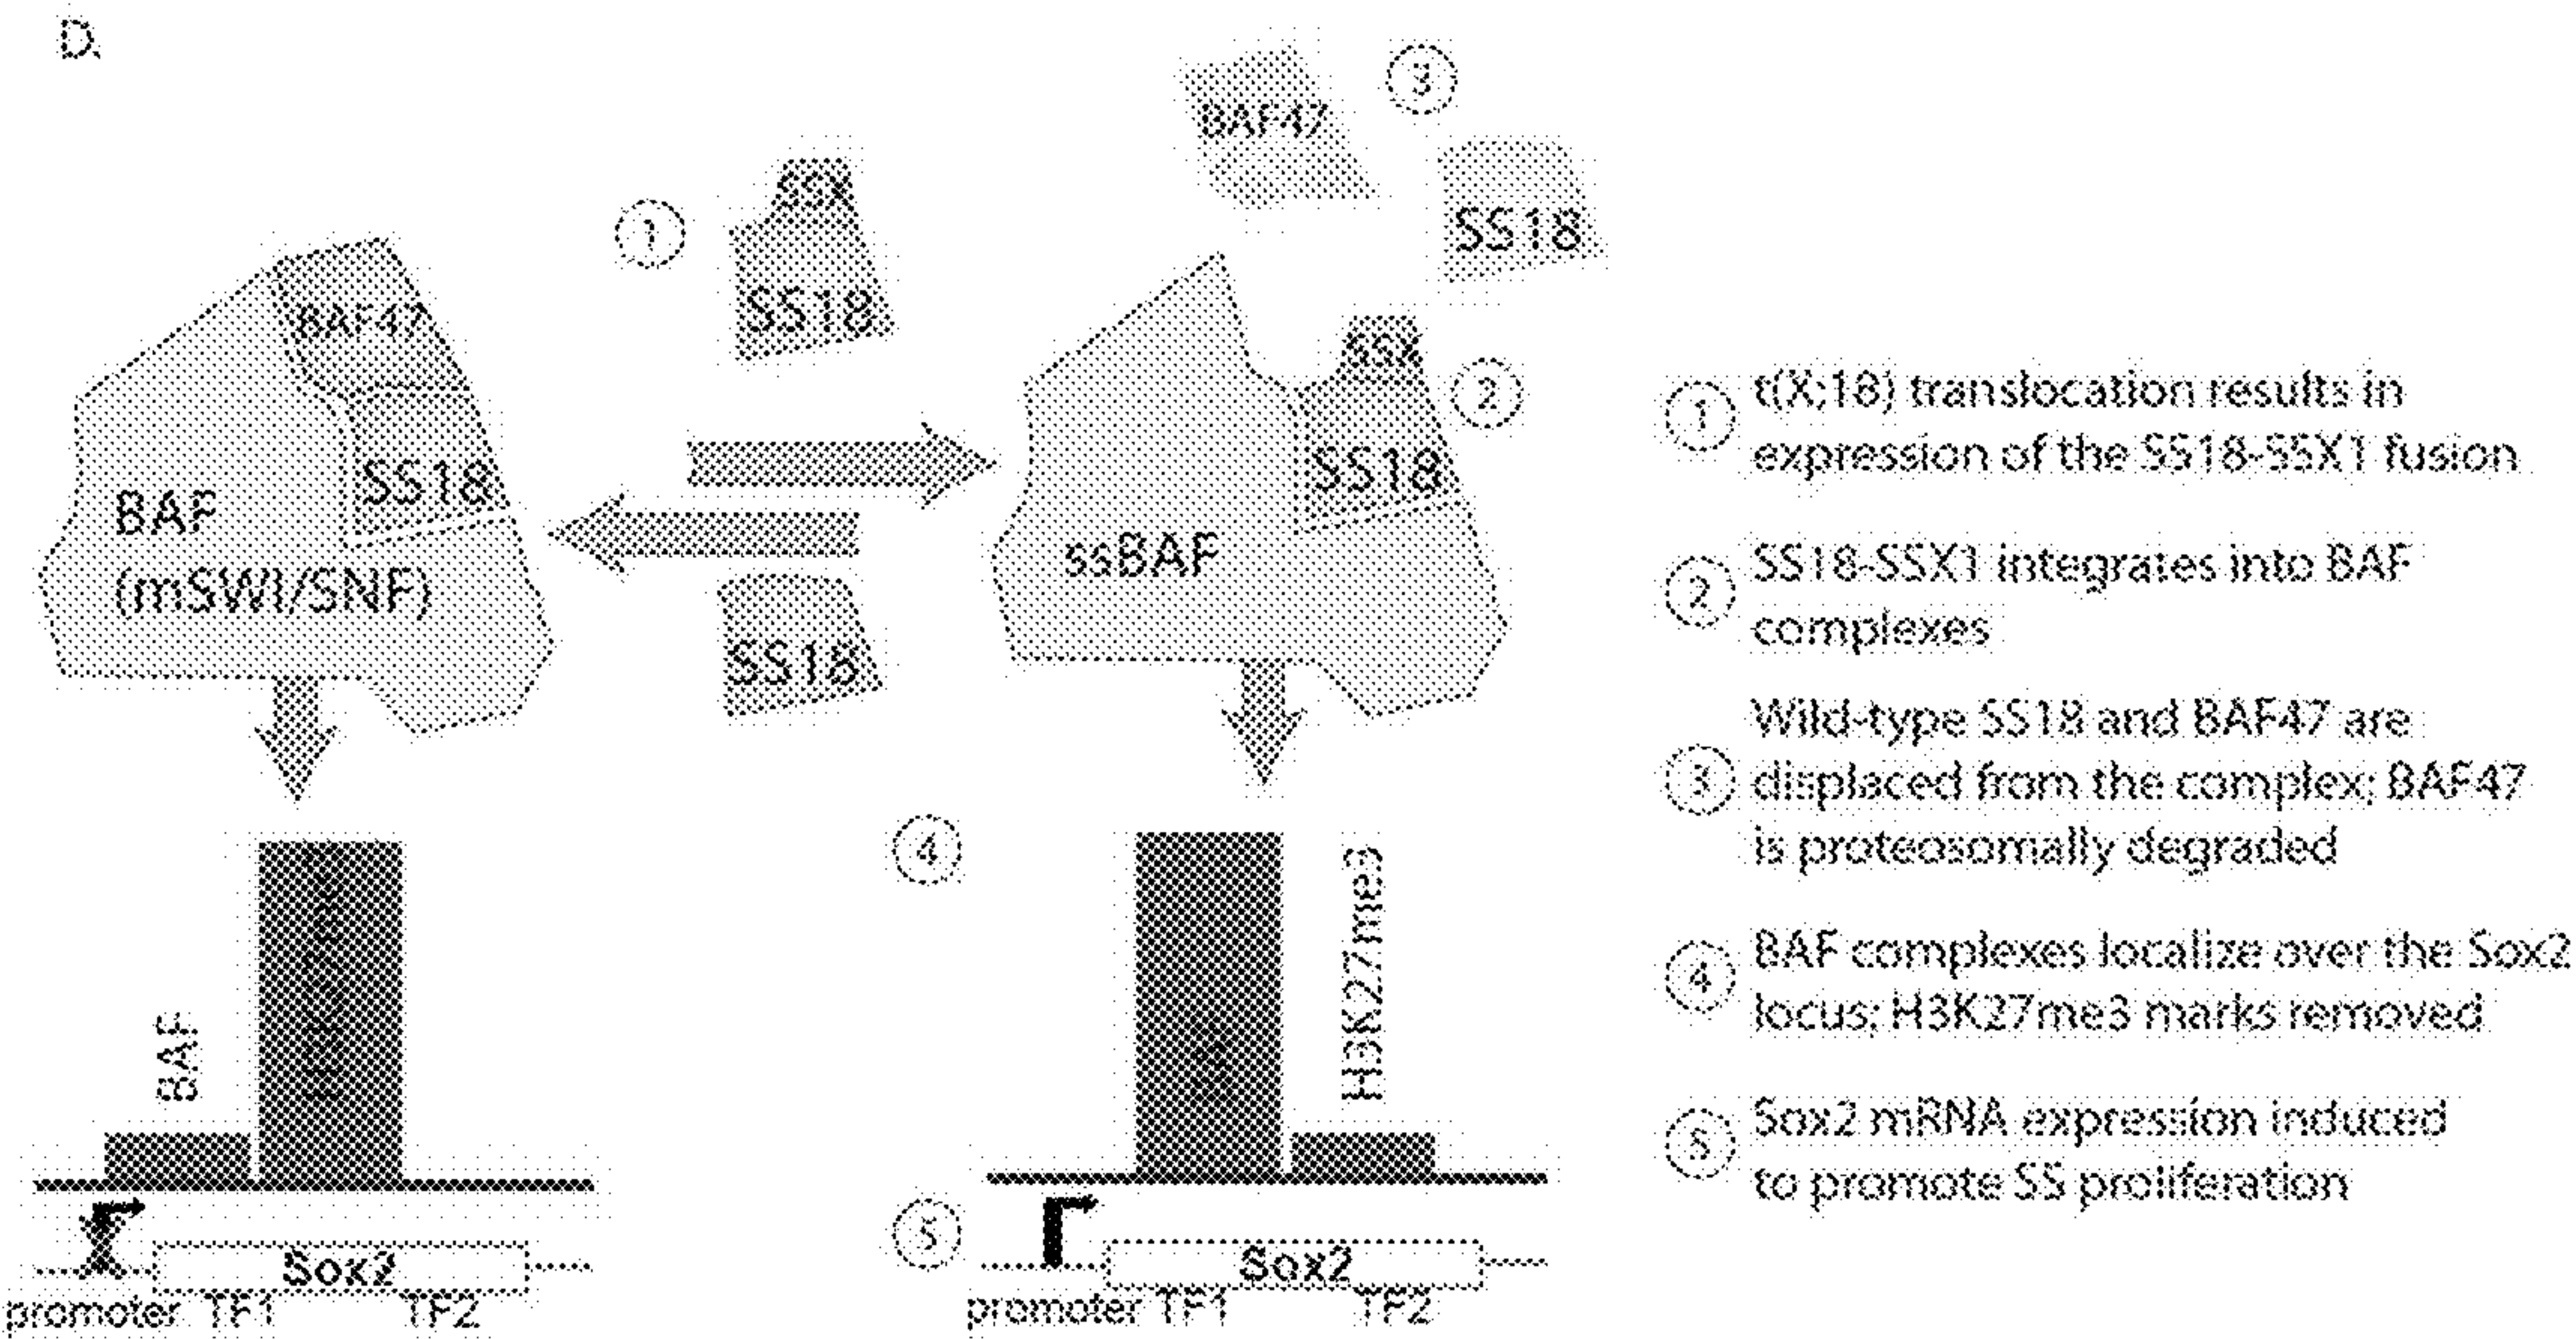 D.
BAF47
SS18
BAF
(mSWI/SNF)
1
SSX
SS18
SS18
BAF47
3
SS18
SSX
2
SS18
ssBAF
1
t(X;18) translocation results in
expression of the SS18-SSX1 fusion
2
SS18-SSX1 integrates into BAF
complexes
3
Wild-type SS18 and BAF47 are
displaced from the complex; BAF47
is proteosomally degraded
4
BAF complexes localize over the Sox2
locus; H3K27me3 marks removed
5
Sox2 mRNA expression induced
to promote SS proliferation
BAF
Sox2
promoter TF1 TF2
4
H3K27me3
5
Sox2
promoter TF1 TF2